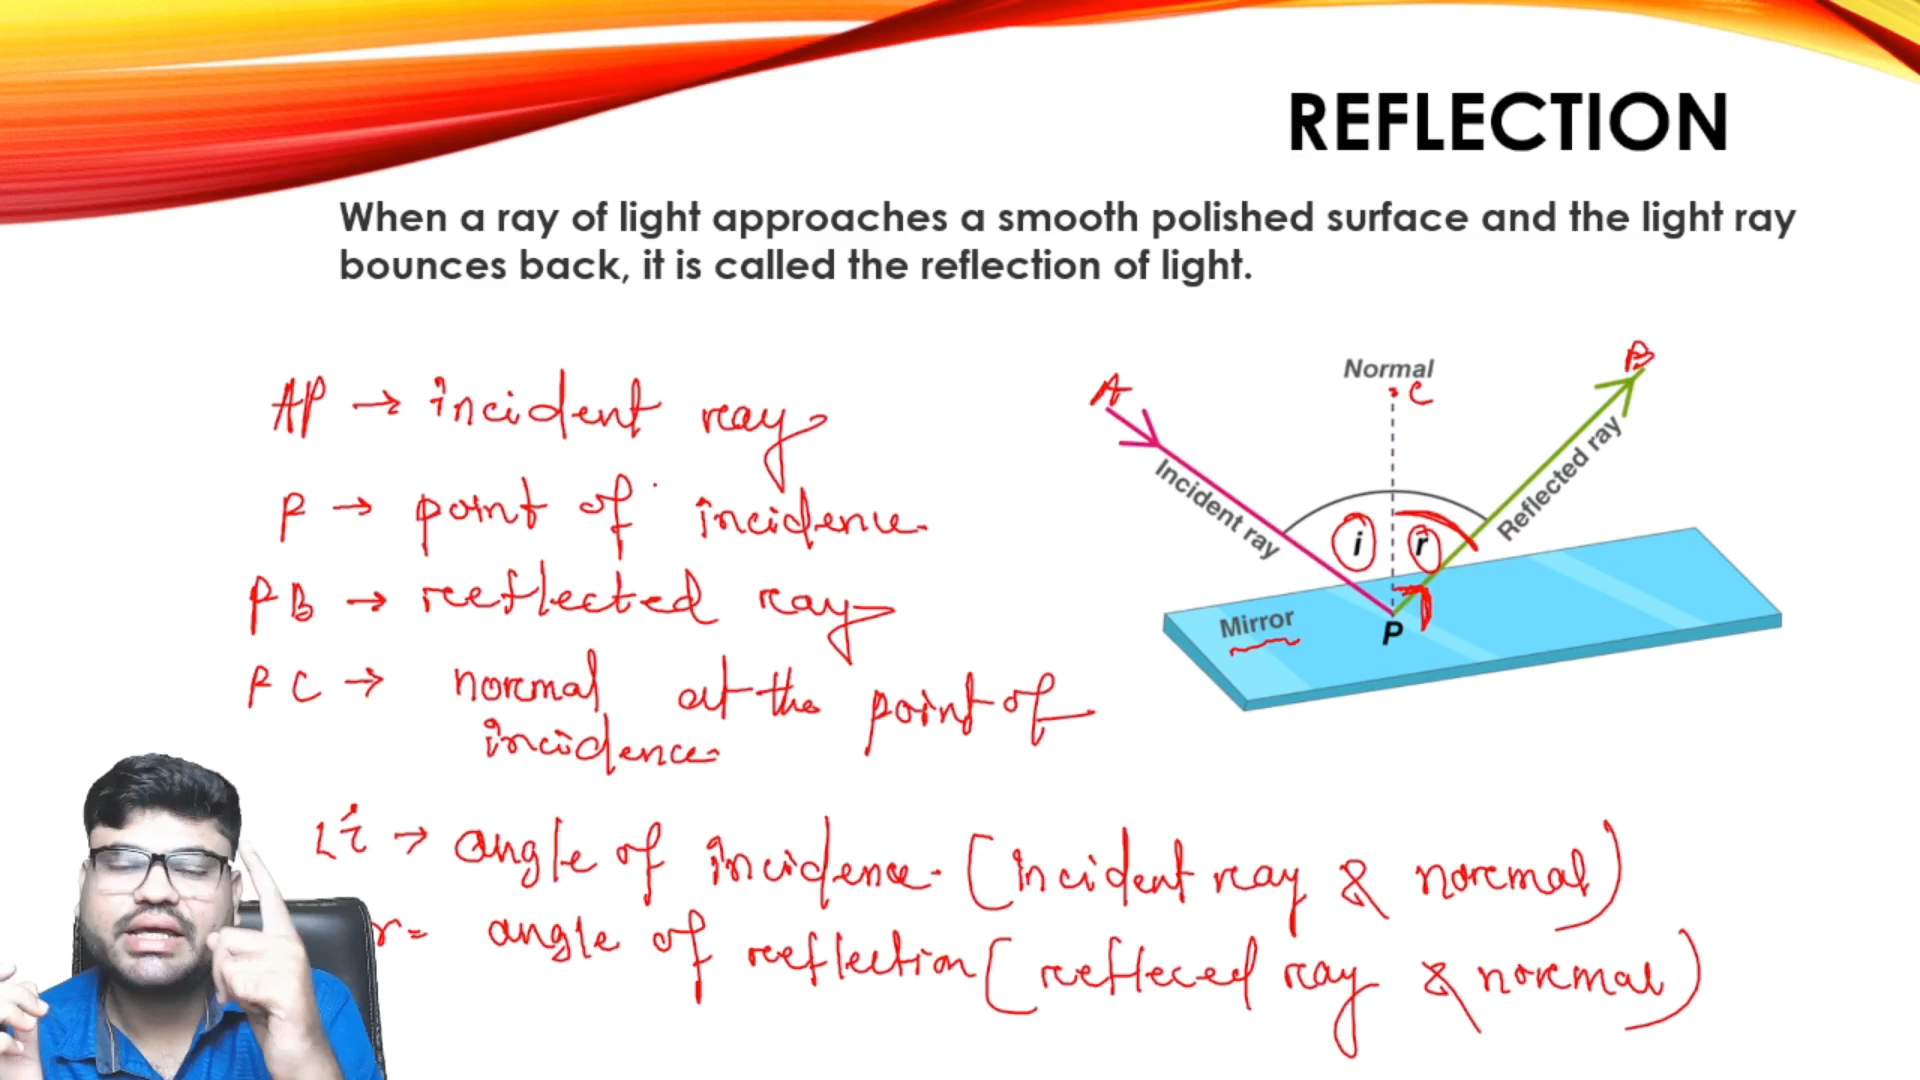 REFLECTION
When a ray of light approaches a smooth polished surface and the light ray
bounces back, it is called the reflection of light.
AP → incident ray
P → point of incidence
PB → reeflected ray
PC → normal at the point of
incidence
∠i → angle of incidence (incident ray & normal)
r = angle of reeflection (reefleced ray & normal)
A
Normal
C
B
Incident ray
Reflected ray
i
r
Mirror
P